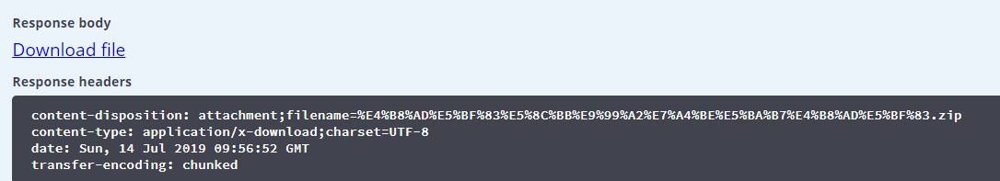 Response body
Download file
Response headers
content-disposition: attachment;filename=%E4%B8%AD%E5%BF%83%E5%8C%BB%E9%99%A2%E7%A4%BE%E5%BA%B7%E4%B8%AD%E5%BF%83.zip
content-type: application/x-download;charset=UTF-8
date: Sun, 14 Jul 2019 09:56:52 GMT
transfer-encoding: chunked